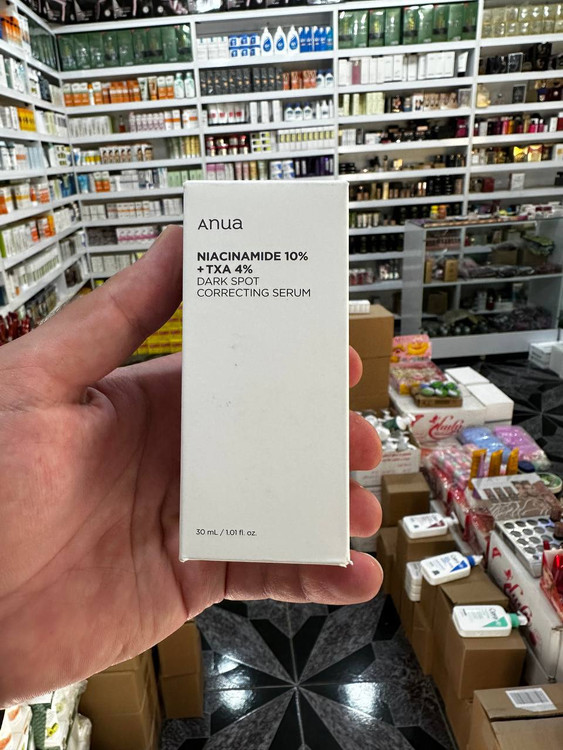 Anua
NIACINAMIDE 10%
+ TXA 4%
DARK SPOT
CORRECTING SERUM
30 mL / 1.01 fl. oz.